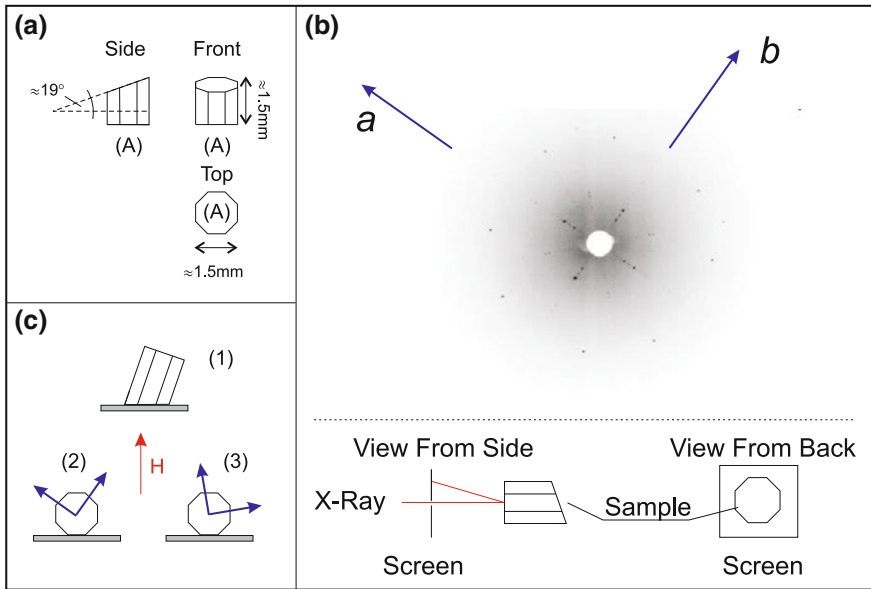 (a)
Side
Front
≈19°
≈1.5mm
(A)
(A)
Top
(A)
≈1.5mm
(b)
a
b
View From Side
View From Back
X-Ray
Sample
Screen
Screen
(c)
(1)
(2)
H
(3)